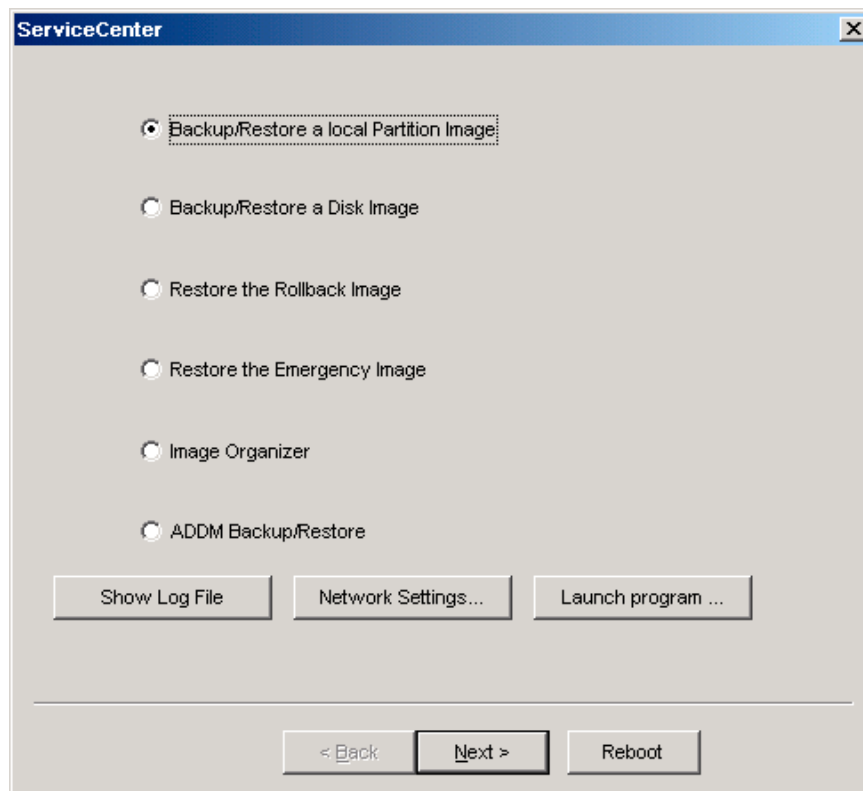 ServiceCenter
Backup/Restore a local Partition Image
Backup/Restore a Disk Image
Restore the Rollback Image
Restore the Emergency Image
Image Organizer
ADDM Backup/Restore
Show Log File
Network Settings...
Launch program ...
< Back
Next >
Reboot